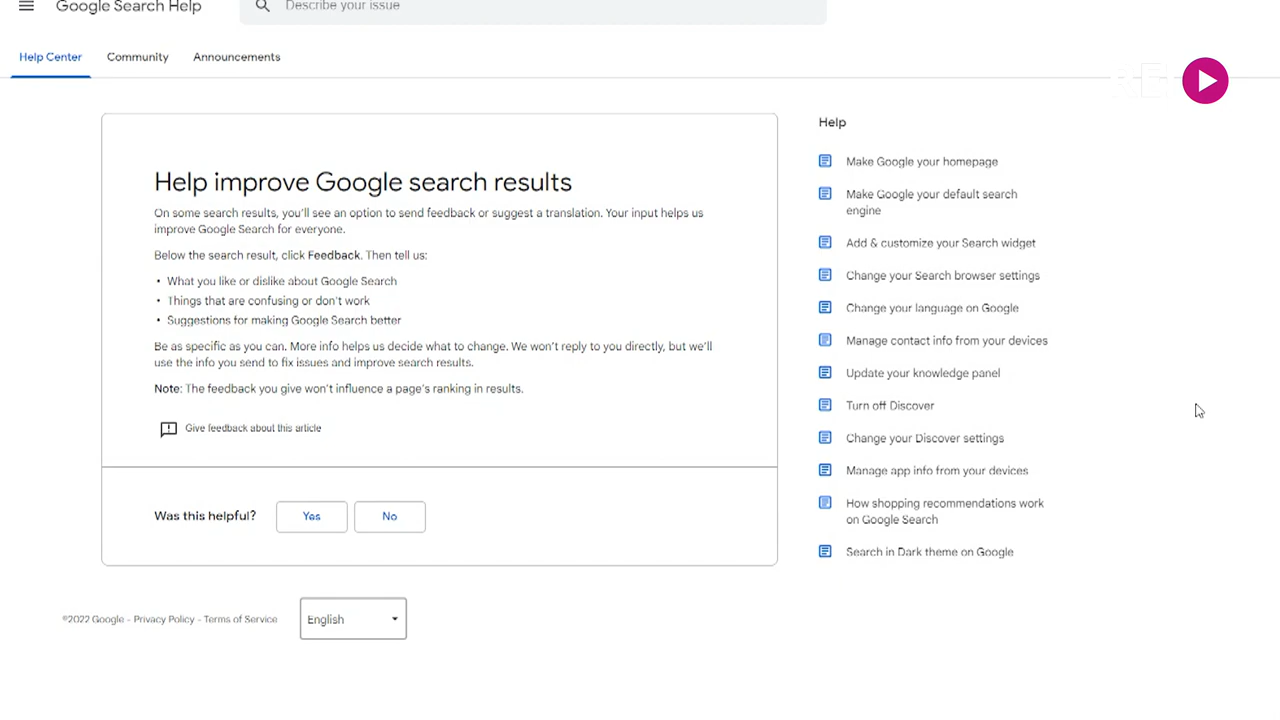 Google Search Help
Describe your issue
Help Center
Community
Announcements
Help improve Google search results
On some search results, you'll see an option to send feedback or suggest a translation. Your input helps us
improve Google Search for everyone.
Below the search result, click Feedback. Then tell us:
• What you like or dislike about Google Search
• Things that are confusing or don't work
• Suggestions for making Google Search better
Be as specific as you can. More info helps us decide what to change. We won't reply to you directly, but we'll
use the info you send to fix issues and improve search results.
Note: The feedback you give won't influence a page's ranking in results.
Give feedback about this article
Was this helpful?
Yes
No
©2022 Google - Privacy Policy - Terms of Service
English
Help
Make Google your homepage
Make Google your default search
engine
Add & customize your Search widget
Change your Search browser settings
Change your language on Google
Manage contact info from your devices
Update your knowledge panel
Turn off Discover
Change your Discover settings
Manage app info from your devices
How shopping recommendations work
on Google Search
Search in Dark theme on Google